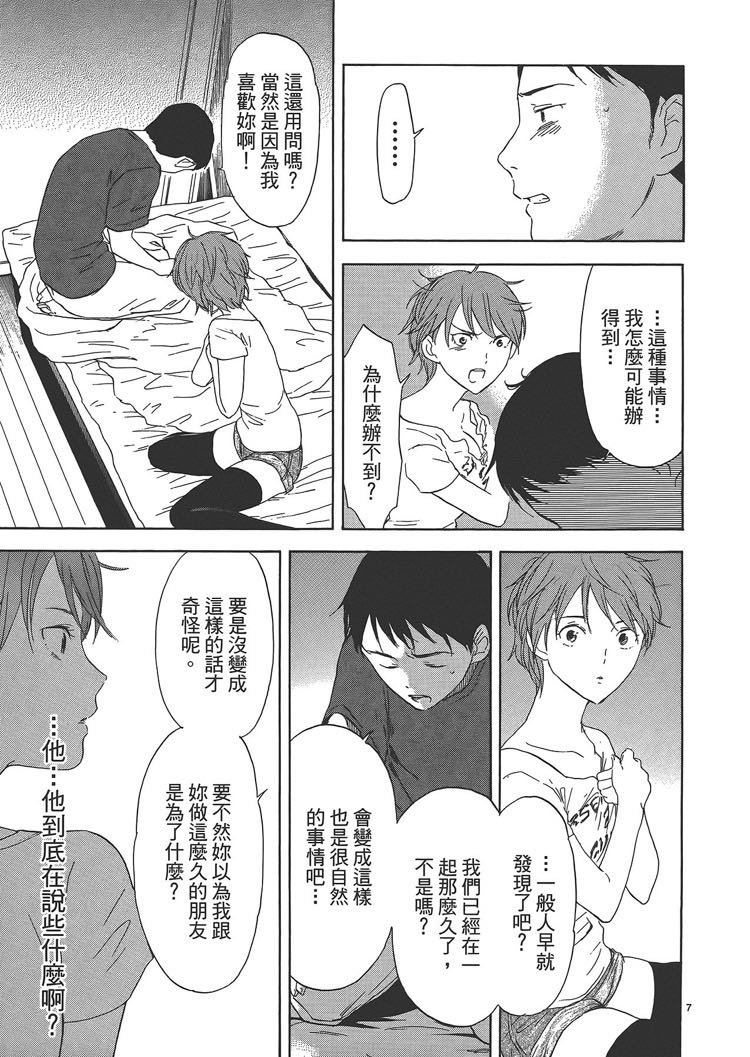 ⋯⋯
⋯這種事情⋯
我怎麼可能辦
得到⋯
為什麼辦不到？
這還用問嗎？
當然是因為我
喜歡妳啊！
⋯一般人早就
發現了吧？
我們已經在一
起那麼久了，
不是嗎？
會變成這樣
也是很自然
的事情吧⋯
要是沒變成
這樣的話才
奇怪呢。
要不然妳以為我跟
妳做這麼久的朋友
是為了什麼？
⋯他⋯他到底在說些什麼啊？
7